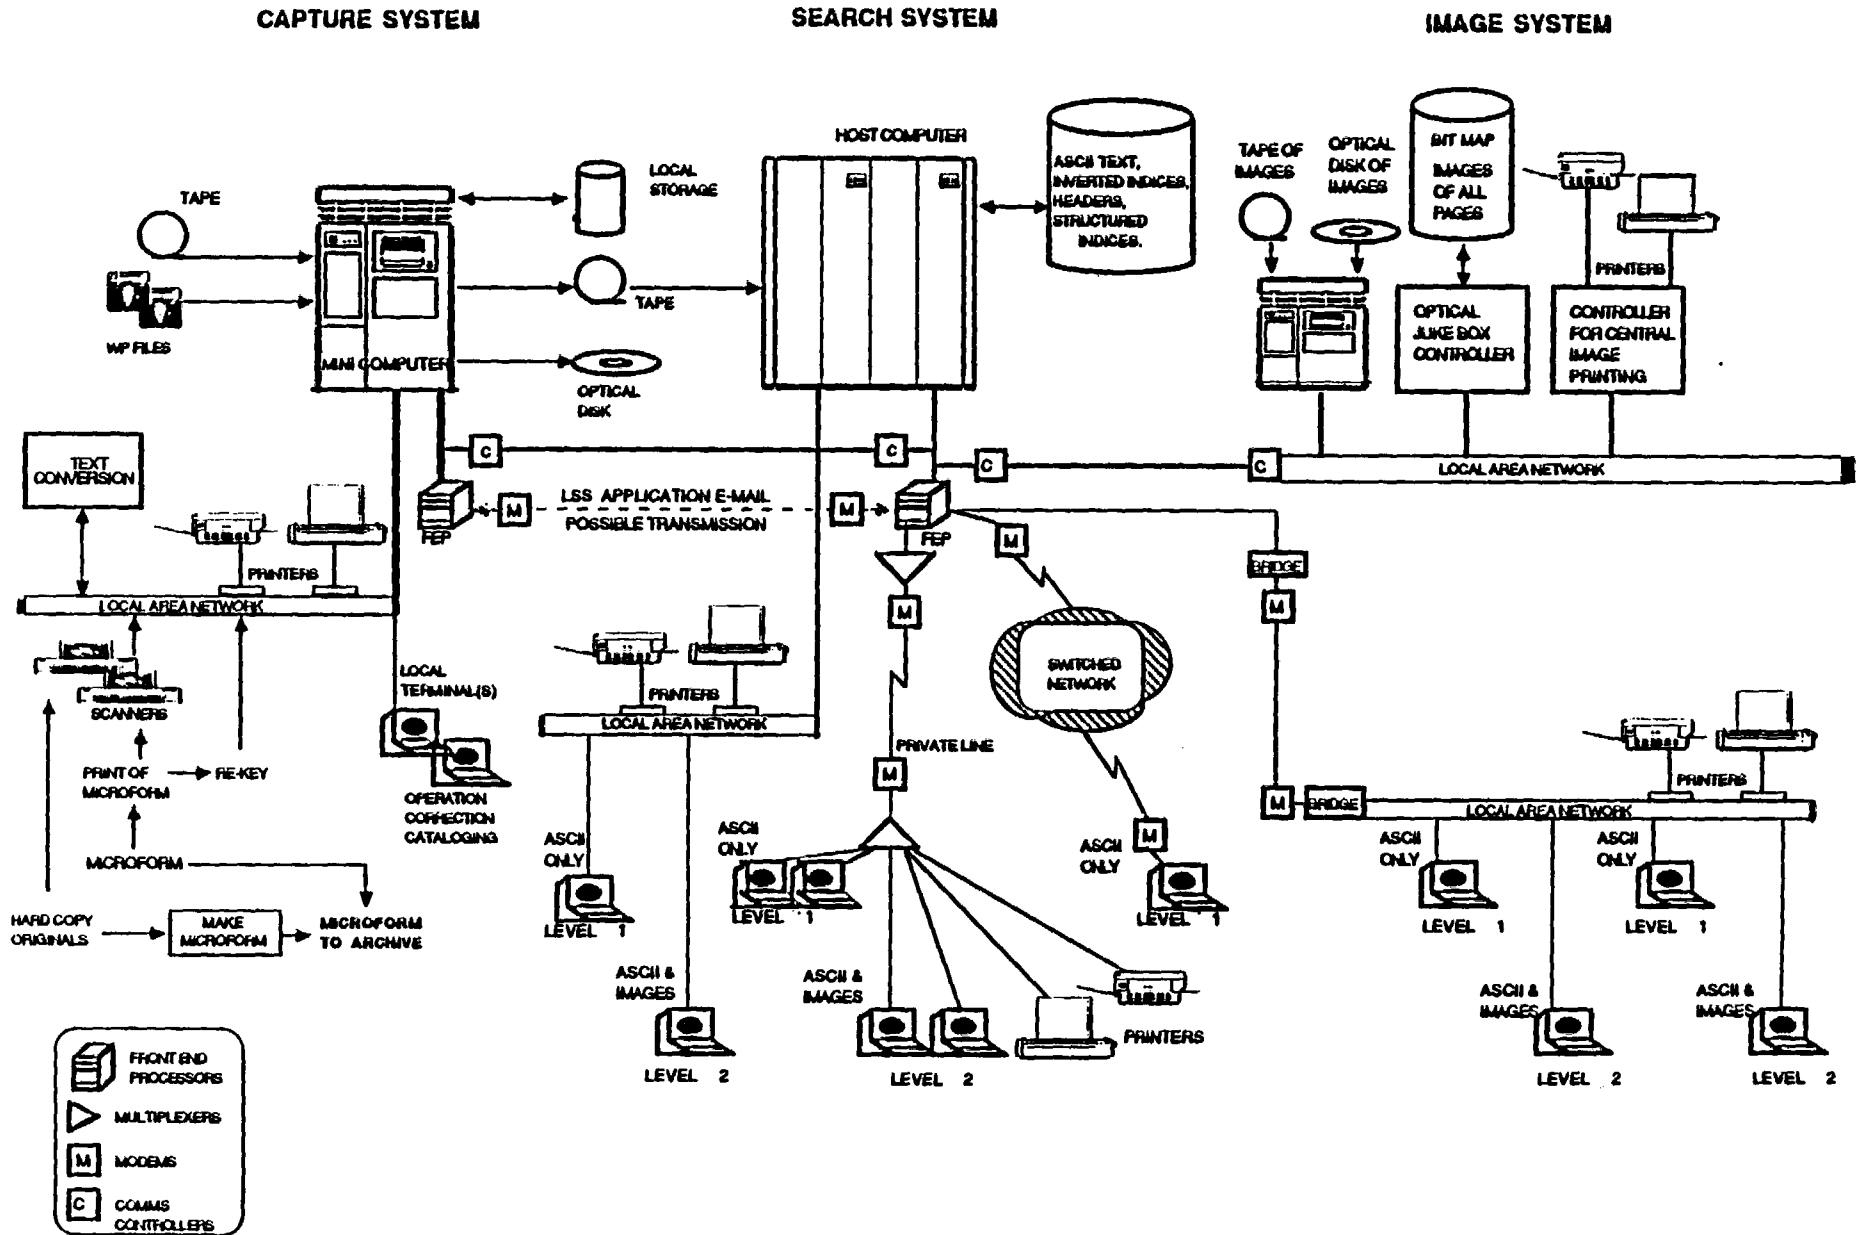 CAPTURE SYSTEM
SEARCH SYSTEM
IMAGE SYSTEM
TAPE
WP FILES
MINI COMPUTER
LOCAL
STORAGE
TAPE
OPTICAL
DISK
HOST COMPUTER
ASCII TEXT,
INVERTED INDICES,
HEADERS,
STRUCTURED
INDICES.
TAPE OF
IMAGES
OPTICAL
DISK OF
IMAGES
BIT MAP
IMAGES
OF ALL
PAGES
PRINTERS
OPTICAL
JUKE BOX
CONTROLLER
CONTROLLER
FOR CENTRAL
IMAGE
PRINTING
C
C
C
C
LOCAL AREA NETWORK
TEXT
CONVERSION
PRINTERS
LOCAL AREA NETWORK
FEP
M
LSS APPLICATION E-MAIL
POSSIBLE TRANSMISSION
M
FEP
M
BRIDGE
M
M
SCANNERS
PRINT OF
MICROFORM
RE-KEY
MICROFORM
HARD COPY
ORIGINALS
MAKE
MICROFORM
MICROFORM
TO ARCHIVE
LOCAL
TERMINAL(S)
OPERATION
CORRECTION
CATALOGING
PRINTERS
LOCAL AREA NETWORK
ASCII
ONLY
LEVEL 1
ASCII &
IMAGES
LEVEL 2
PRIVATE LINE
M
ASCII
ONLY
LEVEL 1
ASCII &
IMAGES
LEVEL 2
PRINTERS
SWITCHED
NETWORK
M
ASCII
ONLY
LEVEL 1
M
BRIDGE
PRINTERS
LOCAL AREA NETWORK
ASCII
ONLY
LEVEL 1
ASCII
ONLY
LEVEL 1
ASCII &
IMAGES
LEVEL 2
ASCII &
IMAGES
LEVEL 2
FRONT END
PROCESSORS
MULTIPLEXERS
M
MODEMS
C
COMMS
CONTROLLERS